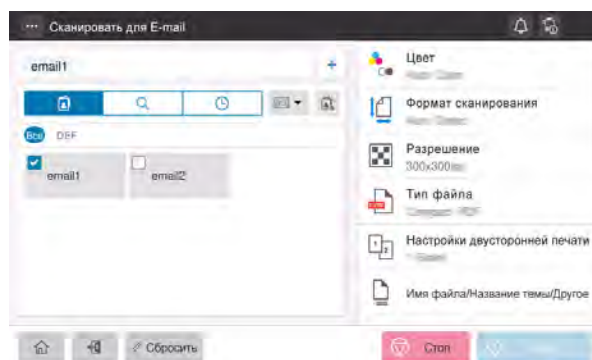 Сканировать для E-mail
email1
Все DEF
email1
email2
Цвет
Формат сканирования
Разрешение
300x300
Тип файла
Настройки двусторонней печати
Имя файла/Название темы/Другое
Сбросить
Стоп